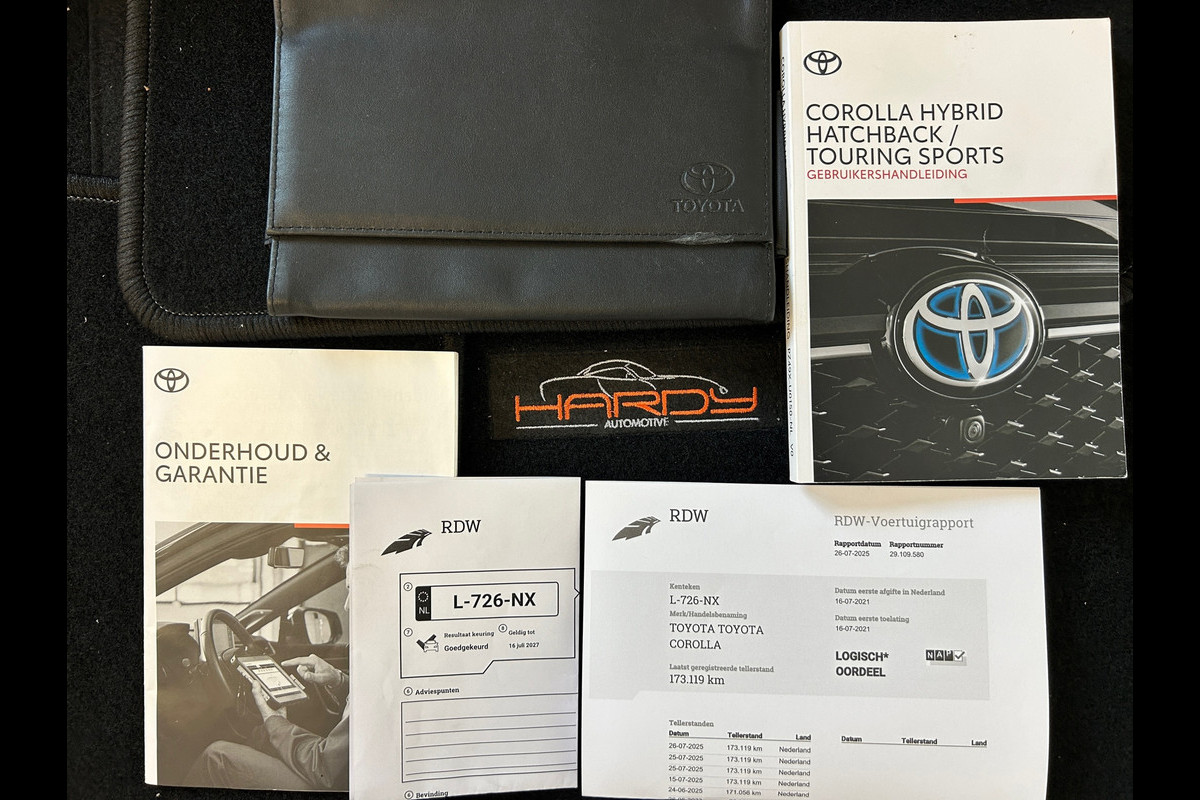 TOYOTA
COROLLA HYBRID
HATCHBACK /
TOURING SPORTS
GEBRUIKERSHANDLEIDING
HARDY
AUTOMOTIVE
ONDERHOUD &
GARANTIE
RDW
2
NL
L-726-NX
7
Resultaat keuring
Goedgekeurd
8
Geldig tot
16 juli 2027
6 Adviespunten
6 Bevinding
RDW
RDW-Voertuigrapport
Rapportdatum Rapportnummer
26-07-2025 29.109.580
Kenteken
L-726-NX
Merk/Handelsbenaming
TOYOTA TOYOTA
COROLLA
Laatst geregistreerde tellerstand
173.119 km
Datum eerste afgifte in Nederland
16-07-2021
Datum eerste toelating
16-07-2021
LOGISCH*
OORDEEL
NAP
Tellerstanden
Datum Tellerstand Land
26-07-2025 173.119 km Nederland
25-07-2025 173.119 km Nederland
25-07-2025 173.119 km Nederland
15-07-2025 173.119 km Nederland
24-06-2025 171.056 km Nederland
Datum Tellerstand Land